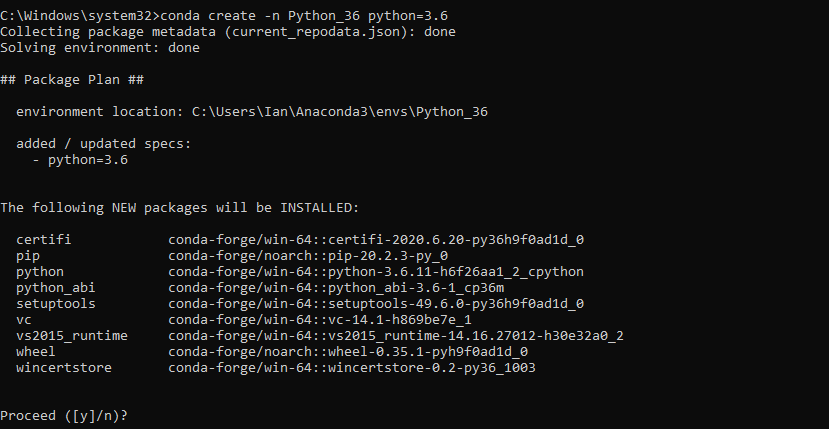 C:\Windows\system32>conda create -n Python_36 python=3.6
Collecting package metadata (current_repodata.json): done
Solving environment: done
## Package Plan ##
environment location: C:\Users\Ian\Anaconda3\envs\Python_36
added / updated specs:
- python=3.6
The following NEW packages will be INSTALLED:
certifi conda-forge/win-64::certifi-2020.6.20-py36h9f0ad1d_0
pip conda-forge/noarch::pip-20.2.3-py_0
python conda-forge/win-64::python-3.6.11-h6f26aa1_2_cpython
python_abi conda-forge/win-64::python_abi-3.6-1_cp36m
setuptools conda-forge/win-64::setuptools-49.6.0-py36h9f0ad1d_0
vc conda-forge/win-64::vc-14.1-h869be7e_1
vs2015_runtime conda-forge/win-64::vs2015_runtime-14.16.27012-h30e32a0_2
wheel conda-forge/noarch::wheel-0.35.1-pyh9f0ad1d_0
wincertstore conda-forge/win-64::wincertstore-0.2-py36_1003
Proceed ([y]/n)?